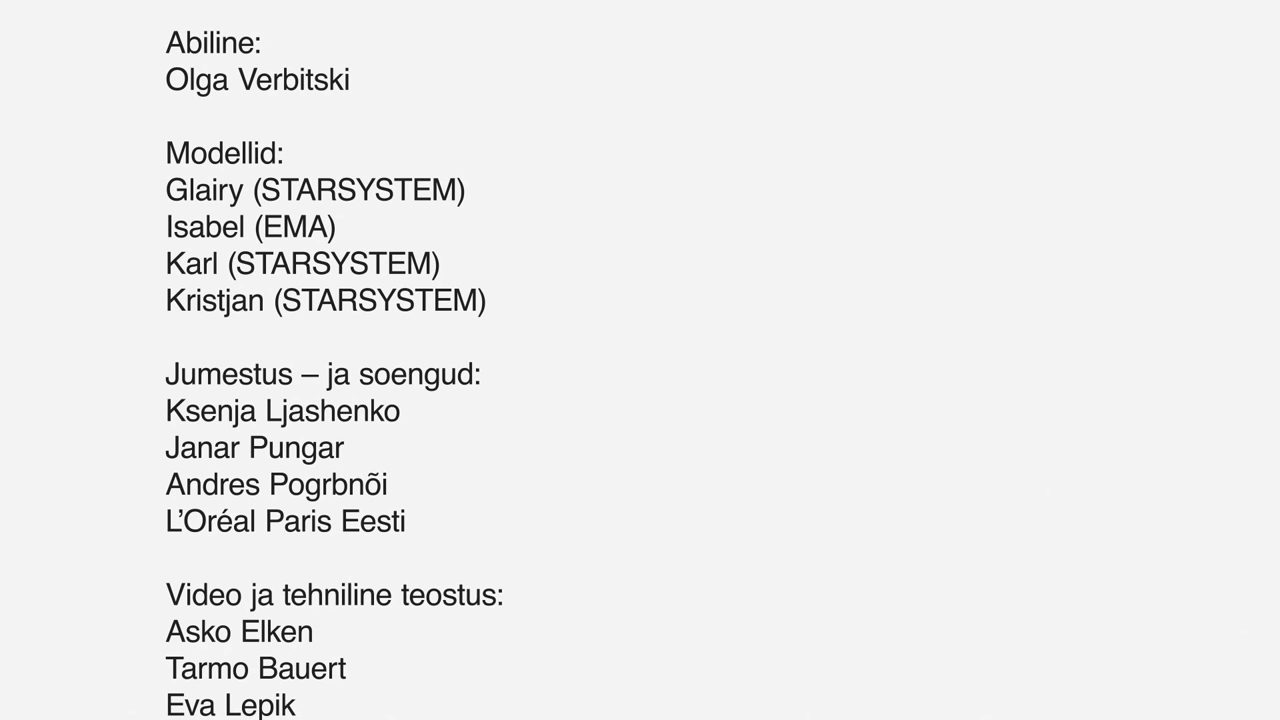 Abiline:
Olga Verbitski
Modellid:
Glairy (STARSYSTEM)
Isabel (EMA)
Karl (STARSYSTEM)
Kristjan (STARSYSTEM)
Jumestus – ja soengud:
Ksenja Ljashenko
Janar Pungar
Andres Pogrbnõi
L’Oréal Paris Eesti
Video ja tehniline teostus:
Asko Elken
Tarmo Bauert
Eva Lepik